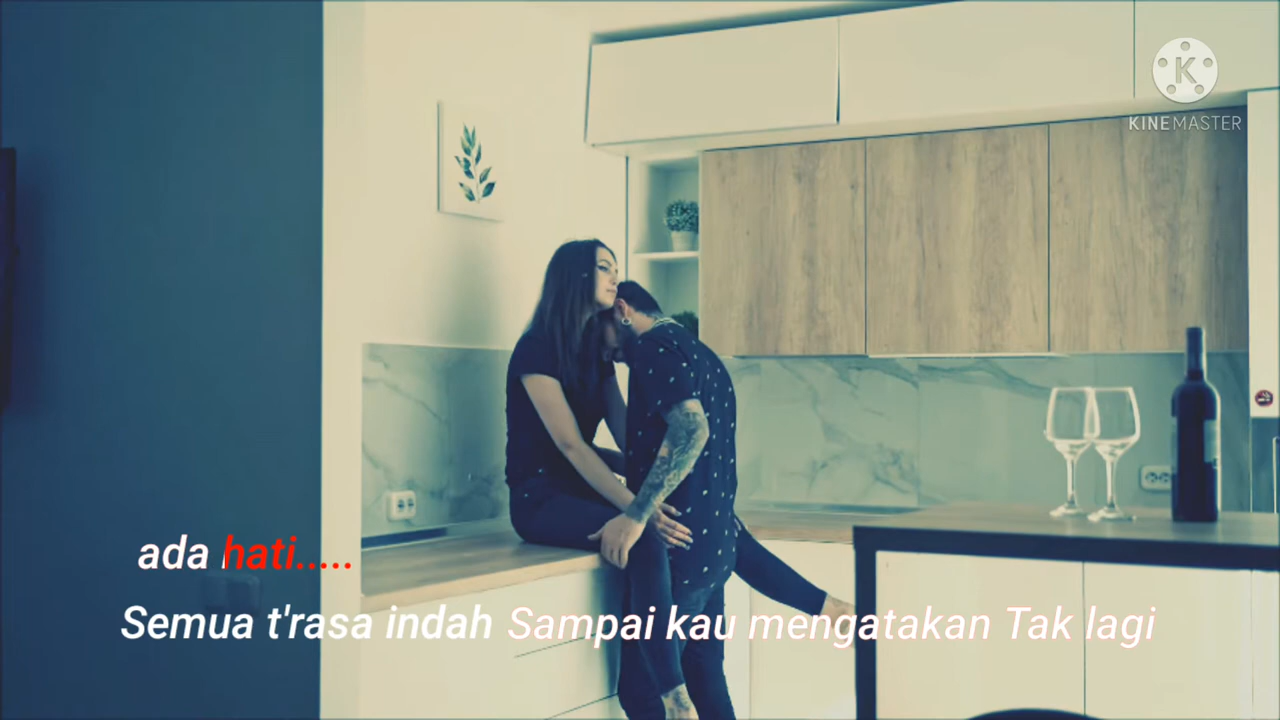 KINEMASTER
ada hati.....
Semua t'rasa indah Sampai kau mengatakan Tak lagi